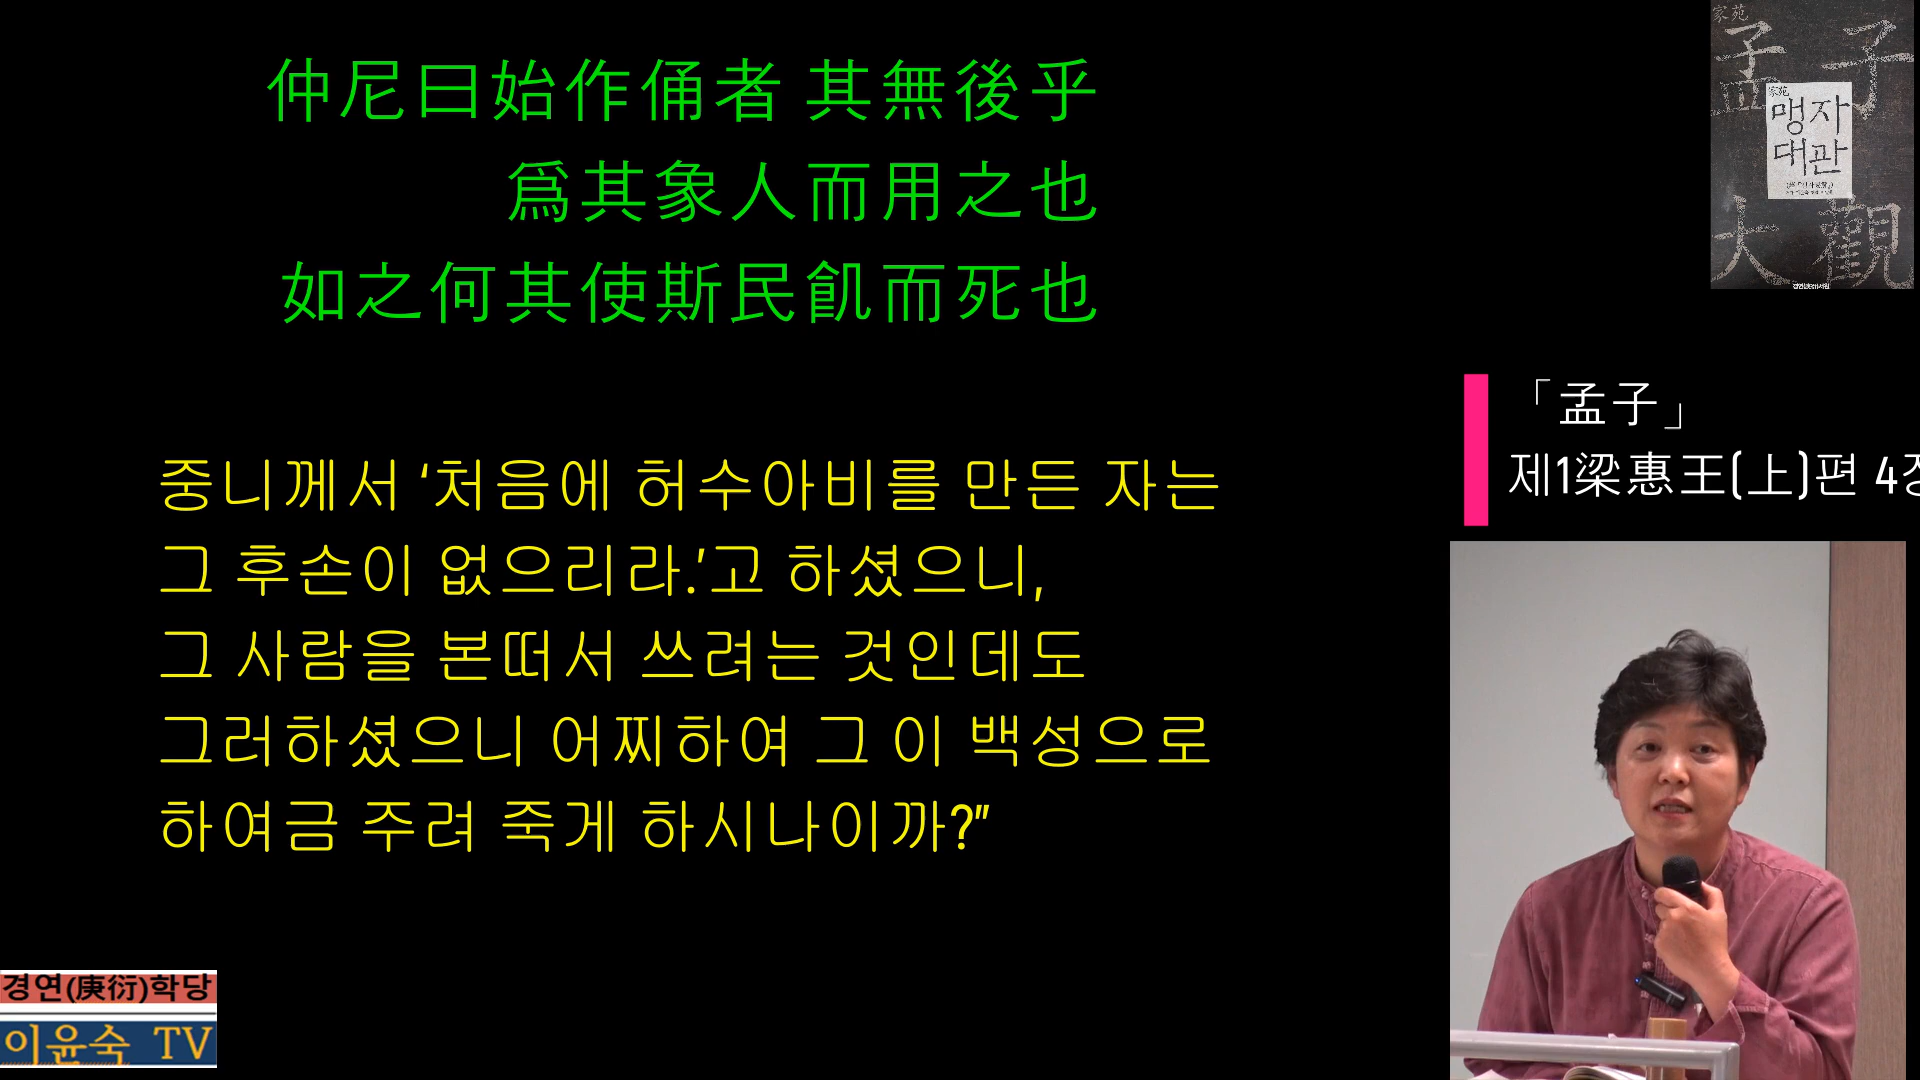 仲尼曰始作俑者 其無後乎
爲其象人而用之也
如之何其使斯民飢而死也
중니께서 ‘처음에 허수아비를 만든 자는
그 후손이 없으리라.’고 하셨으니,
그 사람을 본떠서 쓰려는 것인데도
그러하셨으니 어찌하여 그 이 백성으로
하여금 주려 죽게 하시나이까?”
家苑
孟子
家苑
맹자
대관
大觀
「孟子」
제1梁惠王(上)편 4장
경연(庚衍)학당
이윤숙 TV